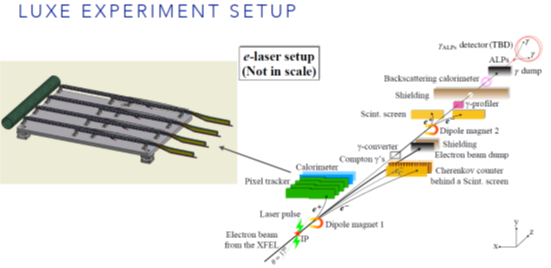 LUXE EXPERIMENT SETUP
e-laser setup
(Not in scale)
γALPs detector (TBD)
γ
γ
ALPs
γ dump
Backscattering calorimeter
Shielding
γ-profiler
Scint. screen
e⁺
e⁻
Dipole magnet 2
γ-converter
Shielding
Compton γ's
Electron beam dump
Calorimeter
Cherenkov counter
behind a Scint. screen
Pixel tracker
Laser pulse
e⁺
e⁻
Dipole magnet 1
Electron beam
from the XFEL
IP
y
x
z